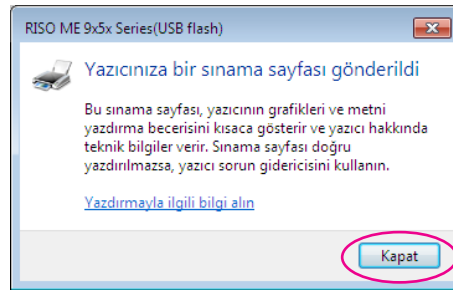 RISO ME 9x5x Series(USB flash)
Yazıcınıza bir sınama sayfası gönderildi
Bu sınama sayfası, yazıcının grafikleri ve metni
yazdırma becerisini kısaca gösterir ve yazıcı hakkında
teknik bilgiler verir. Sınama sayfası doğru
yazdırılmazsa, yazıcı sorun gidericisini kullanın.
Yazdırmayla ilgili bilgi alın
Kapat